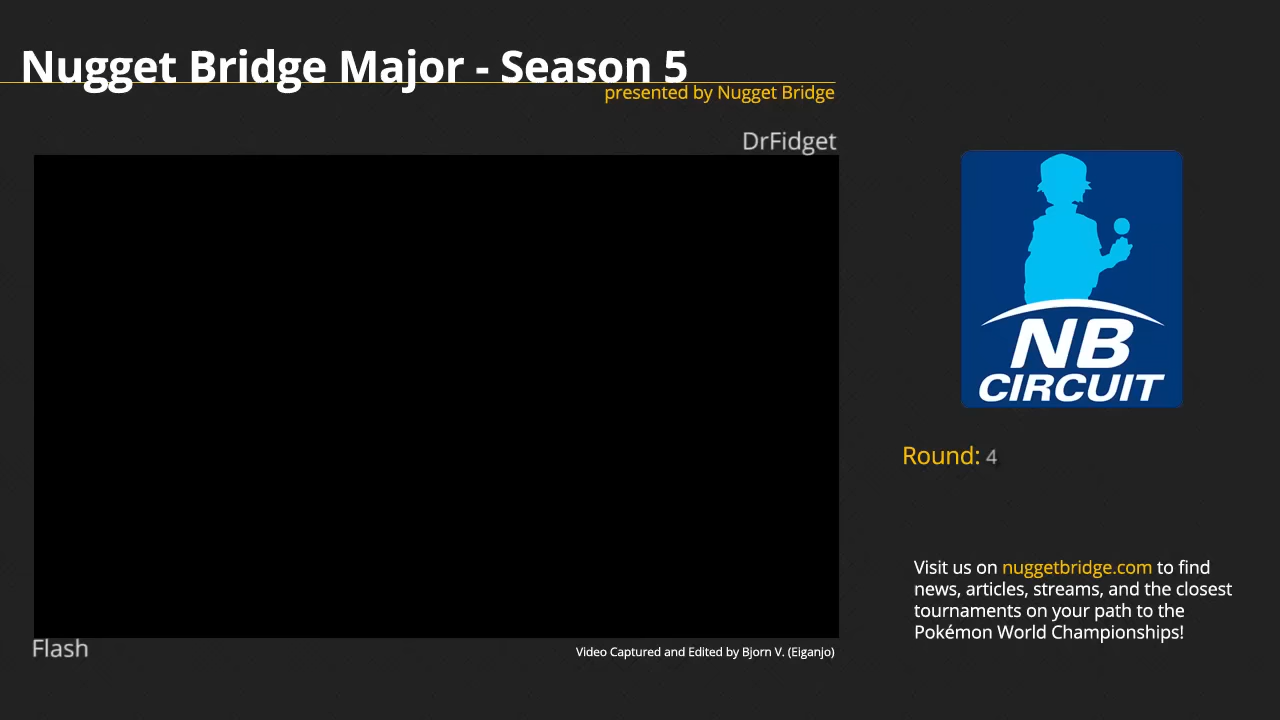 Nugget Bridge Major - Season 5
presented by Nugget Bridge
DrFidget
NB
CIRCUIT
Round: 4
Visit us on nuggetbridge.com to find
news, articles, streams, and the closest
tournaments on your path to the
Pokémon World Championships!
Flash
Video Captured and Edited by Bjorn V. (Eiganjo)